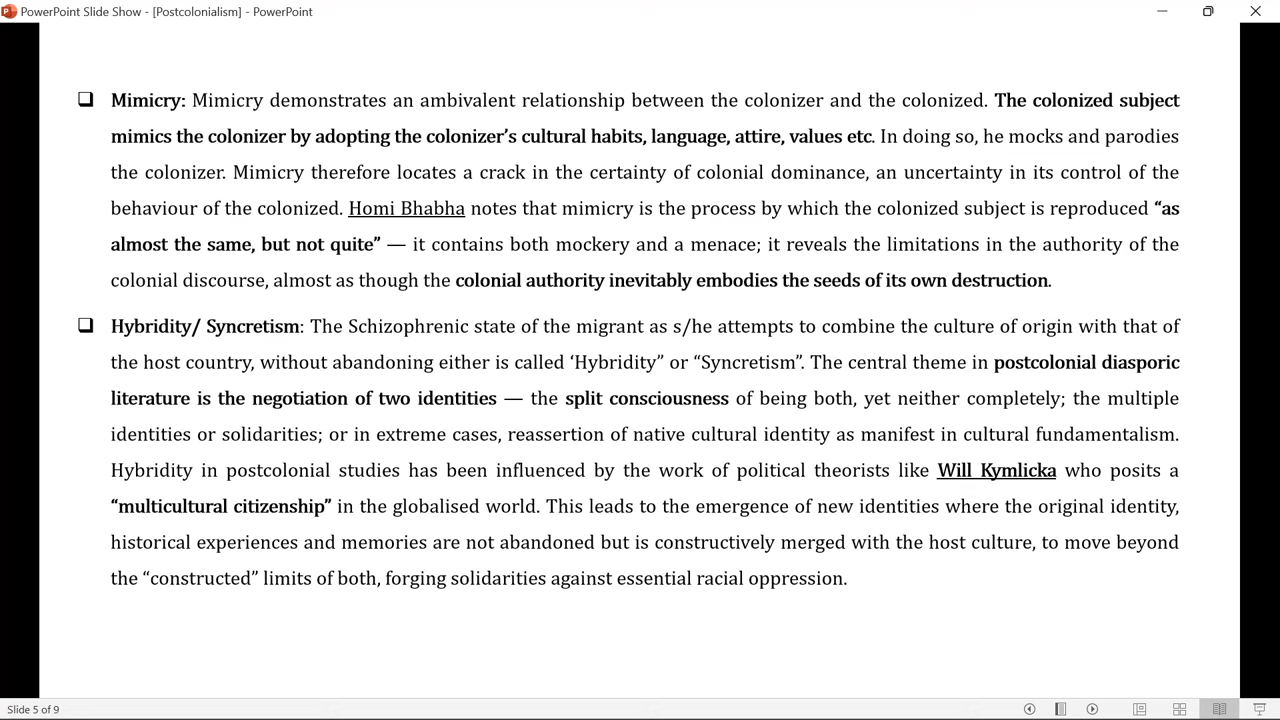 PowerPoint Slide Show - [Postcolonialism] - PowerPoint
❑ Mimicry: Mimicry demonstrates an ambivalent relationship between the colonizer and the colonized. The colonized subject
mimics the colonizer by adopting the colonizer’s cultural habits, language, attire, values etc. In doing so, he mocks and parodies
the colonizer. Mimicry therefore locates a crack in the certainty of colonial dominance, an uncertainty in its control of the
behaviour of the colonized. Homi Bhabha notes that mimicry is the process by which the colonized subject is reproduced “as
almost the same, but not quite” — it contains both mockery and a menace; it reveals the limitations in the authority of the
colonial discourse, almost as though the colonial authority inevitably embodies the seeds of its own destruction.
❑ Hybridity/ Syncretism: The Schizophrenic state of the migrant as s/he attempts to combine the culture of origin with that of
the host country, without abandoning either is called ‘Hybridity” or “Syncretism”. The central theme in postcolonial diasporic
literature is the negotiation of two identities — the split consciousness of being both, yet neither completely; the multiple
identities or solidarities; or in extreme cases, reassertion of native cultural identity as manifest in cultural fundamentalism.
Hybridity in postcolonial studies has been influenced by the work of political theorists like Will Kymlicka who posits a
“multicultural citizenship” in the globalised world. This leads to the emergence of new identities where the original identity,
historical experiences and memories are not abandoned but is constructively merged with the host culture, to move beyond
the “constructed” limits of both, forging solidarities against essential racial oppression.
Slide 5 of 9